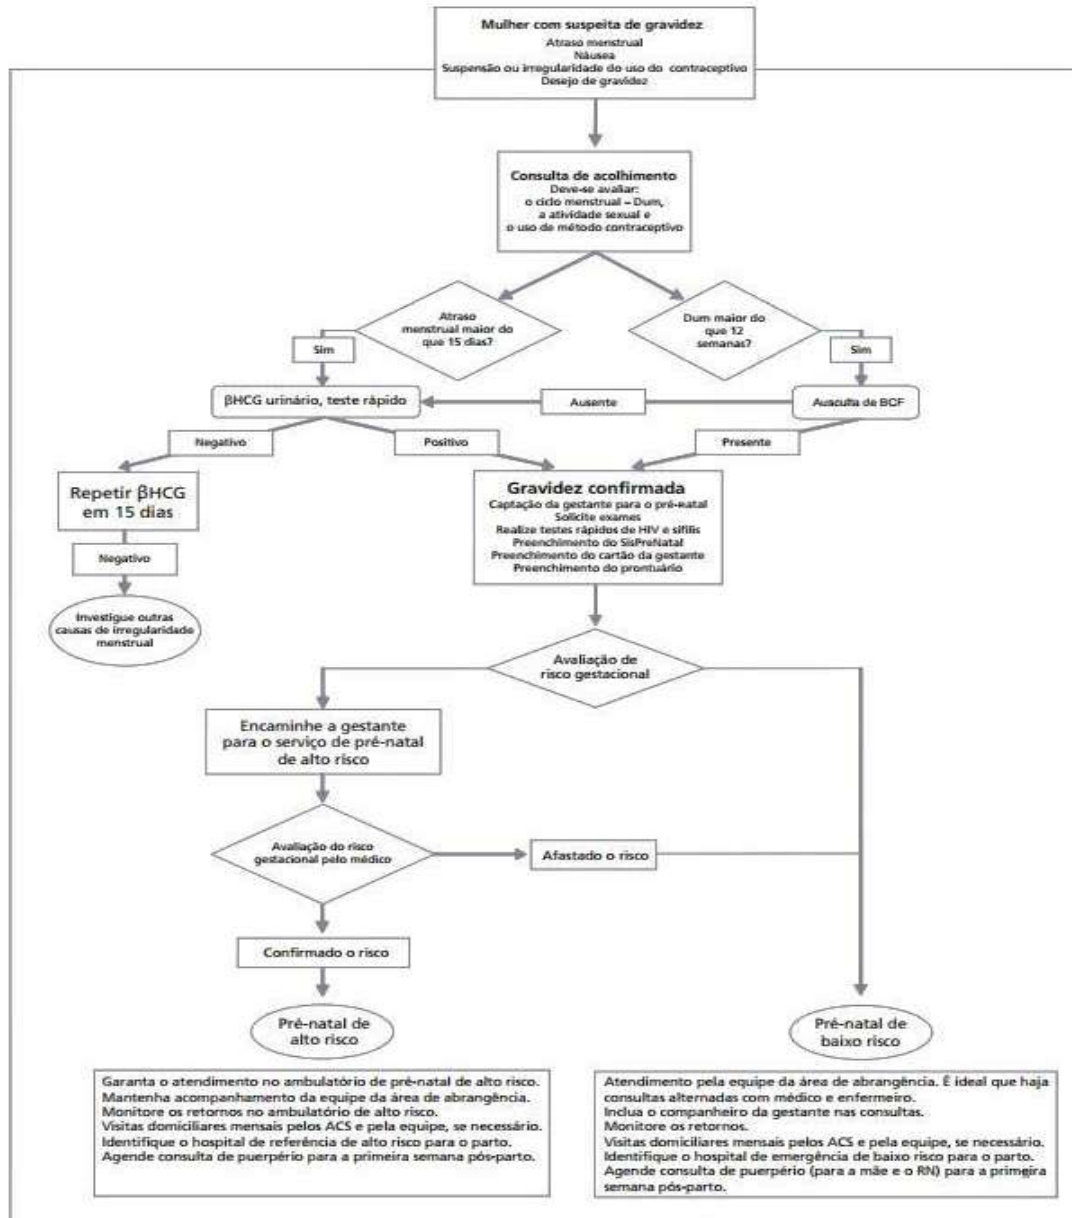 Mulher com suspeita de gravidez
Atraso menstrual
Náusea
Suspensão ou irregularidade do uso do contraceptivo
Desejo de gravidez
Consulta de acolhimento
Deve-se avaliar:
o ciclo menstrual – Dum,
a atividade sexual e
o uso de método contraceptivo
Atraso
menstrual maior do
que 15 dias?
Dum maior do
que 12
semanas?
Sim
Sim
βHCG urinário, teste rápido
Ausente
Ausculta de BCF
Negativo
Positivo
Presente
Repetir βHCG
em 15 dias
Gravidez confirmada
Captação da gestante para o pré-natal
Solicite exames
Realize testes rápidos de HIV e sífilis
Preenchimento do SisPreNatal
Preenchimento do cartão da gestante
Preenchimento do prontuário
Negativo
Investigue outras
causas de irregularidade
menstrual
Avaliação de
risco gestacional
Encaminhe a gestante
para o serviço de pré-natal
de alto risco
Avaliação do risco
gestacional pelo médico
Afastado o risco
Confirmado o risco
Pré-natal de
alto risco
Pré-natal de
baixo risco
Garanta o atendimento no ambulatório de pré-natal de alto risco.
Mantenha acompanhamento da equipe da área de abrangência.
Monitore os retornos no ambulatório de alto risco.
Visitas domiciliares mensais pelos ACS e pela equipe, se necessário.
Identifique o hospital de referência de alto risco para o parto.
Agende consulta de puerpério para a primeira semana pós-parto.
Atendimento pela equipe da área de abrangência. É ideal que haja
consultas alternadas com médico e enfermeiro.
Inclua o companheiro da gestante nas consultas.
Monitore os retornos.
Visitas domiciliares mensais pelos ACS e pela equipe, se necessário.
Identifique o hospital de emergência de baixo risco para o parto.
Agende consulta de puerpério (para a mãe e o RN) para a primgira
semana pós-parto.